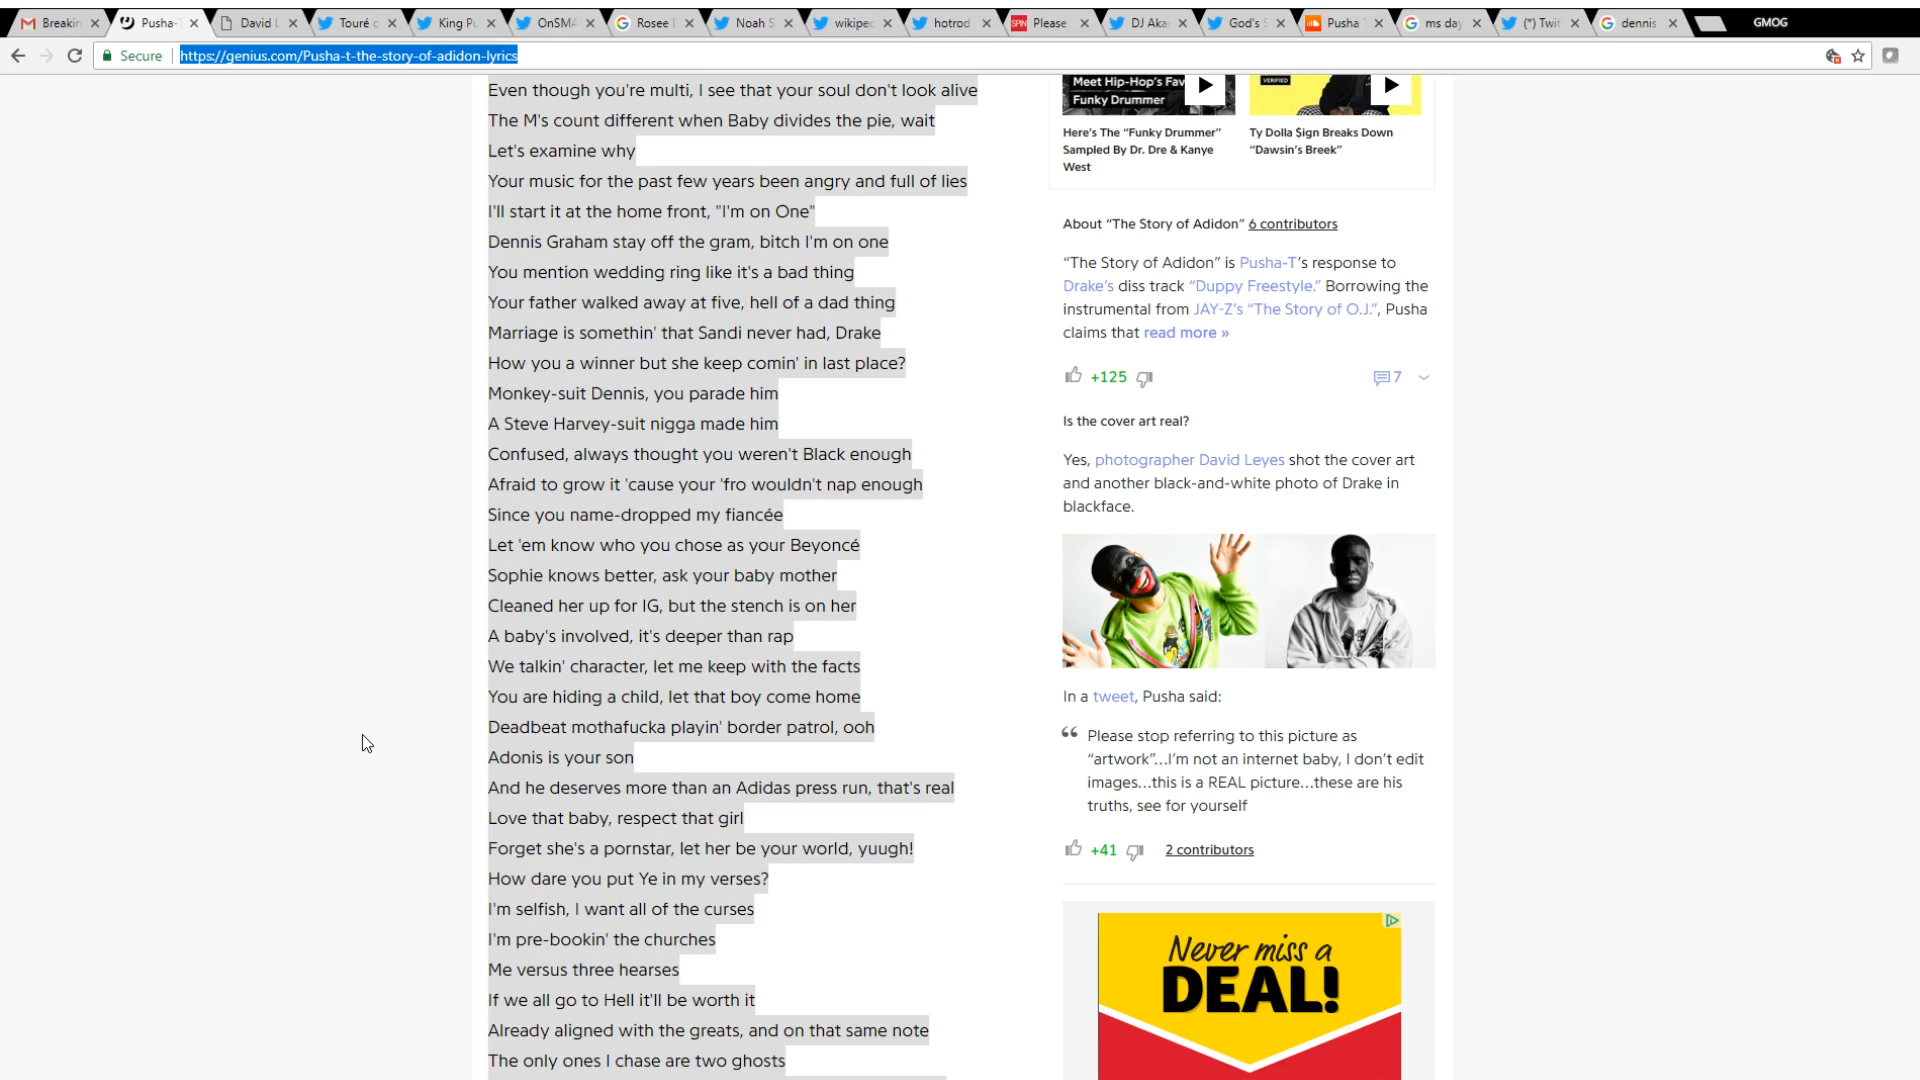 Breakin
Pusha-
David L
Touré c
King Pu
OnSMA
Rosee D
Noah S
wikipec
hotrod
SPIN Please
DJ Aka
God's S
Pusha T
ms day
(*) Twit
dennis
GMOG
Secure
https://genius.com/Pusha-t-the-story-of-adidon-lyrics
Even though you're multi, I see that your soul don't look alive
The M's count different when Baby divides the pie, wait
Let's examine why
Your music for the past few years been angry and full of lies
I'll start it at the home front, "I'm on One"
Dennis Graham stay off the gram, bitch I'm on one
You mention wedding ring like it's a bad thing
Your father walked away at five, hell of a dad thing
Marriage is somethin' that Sandi never had, Drake
How you a winner but she keep comin' in last place?
Monkey-suit Dennis, you parade him
A Steve Harvey-suit nigga made him
Confused, always thought you weren't Black enough
Afraid to grow it 'cause your 'fro wouldn't nap enough
Since you name-dropped my fiancée
Let 'em know who you chose as your Beyoncé
Sophie knows better, ask your baby mother
Cleaned her up for IG, but the stench is on her
A baby's involved, it's deeper than rap
We talkin' character, let me keep with the facts
You are hiding a child, let that boy come home
Deadbeat mothafucka playin' border patrol, ooh
Adonis is your son
And he deserves more than an Adidas press run, that's real
Love that baby, respect that girl
Forget she's a pornstar, let her be your world, yuugh!
How dare you put Ye in my verses?
I'm selfish, I want all of the curses
I'm pre-bookin' the churches
Me versus three hearses
If we all go to Hell it'll be worth it
Already aligned with the greats, and on that same note
The only ones I chase are two ghosts
Meet Hip-Hop's Fav
Funky Drummer
VERIFIED
Here's The “Funky Drummer”
Sampled By Dr. Dre & Kanye
West
Ty Dolla $ign Breaks Down
“Dawsin's Breek”
About “The Story of Adidon” 6 contributors
“The Story of Adidon” is Pusha-T's response to
Drake's diss track “Duppy Freestyle.” Borrowing the
instrumental from JAY-Z's “The Story of O.J.”, Pusha
claims that read more »
+125
7
Is the cover art real?
Yes, photographer David Leyes shot the cover art
and another black-and-white photo of Drake in
blackface.
In a tweet, Pusha said:
“ Please stop referring to this picture as
“artwork”…I'm not an internet baby, I don't edit
images…this is a REAL picture…these are his
truths, see for yourself
+41
2 contributors
Never miss a
DEAL!